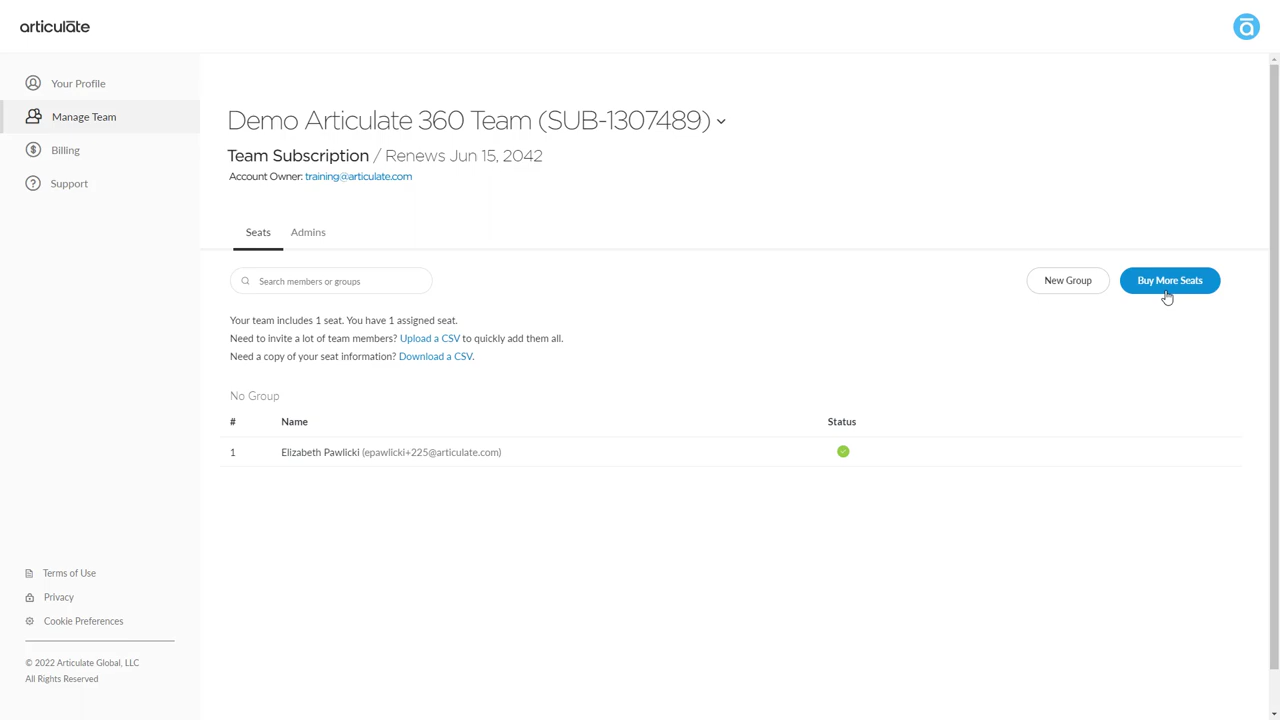 articulate
Your Profile
Manage Team
Billing
Support
Terms of Use
Privacy
Cookie Preferences
© 2022 Articulate Global, LLC
All Rights Reserved
Demo Articulate 360 Team (SUB-1307489)
Team Subscription / Renews Jun 15, 2042
Account Owner: training@articulate.com
Seats Admins
Search members or groups
New Group
Buy More Seats
Your team includes 1 seat. You have 1 assigned seat.
Need to invite a lot of team members? Upload a CSV to quickly add them all.
Need a copy of your seat information? Download a CSV.
No Group
# Name Status
1 Elizabeth Pawlicki (epawlicki+225@articulate.com)